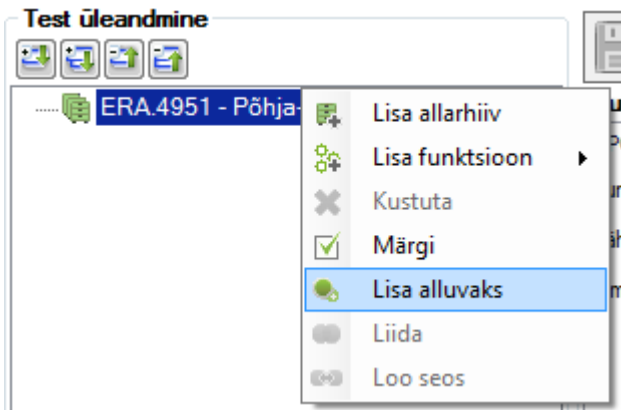 Test üleandmine
ERA.4951 - Põhja-
Lisa allarhiiv
Lisa funktsioon
Kustuta
Märgi
Lisa alluvaks
Liida
Loo seos